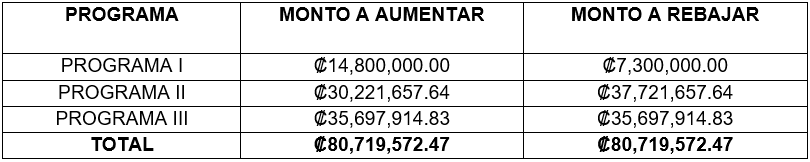 PROGRAMA MONTO A AUMENTAR MONTO A REBAJAR
PROGRAMA I ₡14,800,000.00 ₡7,300,000.00
PROGRAMA II ₡30,221,657.64 ₡37,721,657.64
PROGRAMA III ₡35,697,914.83 ₡35,697,914.83
TOTAL ₡80,719,572.47 ₡80,719,572.47